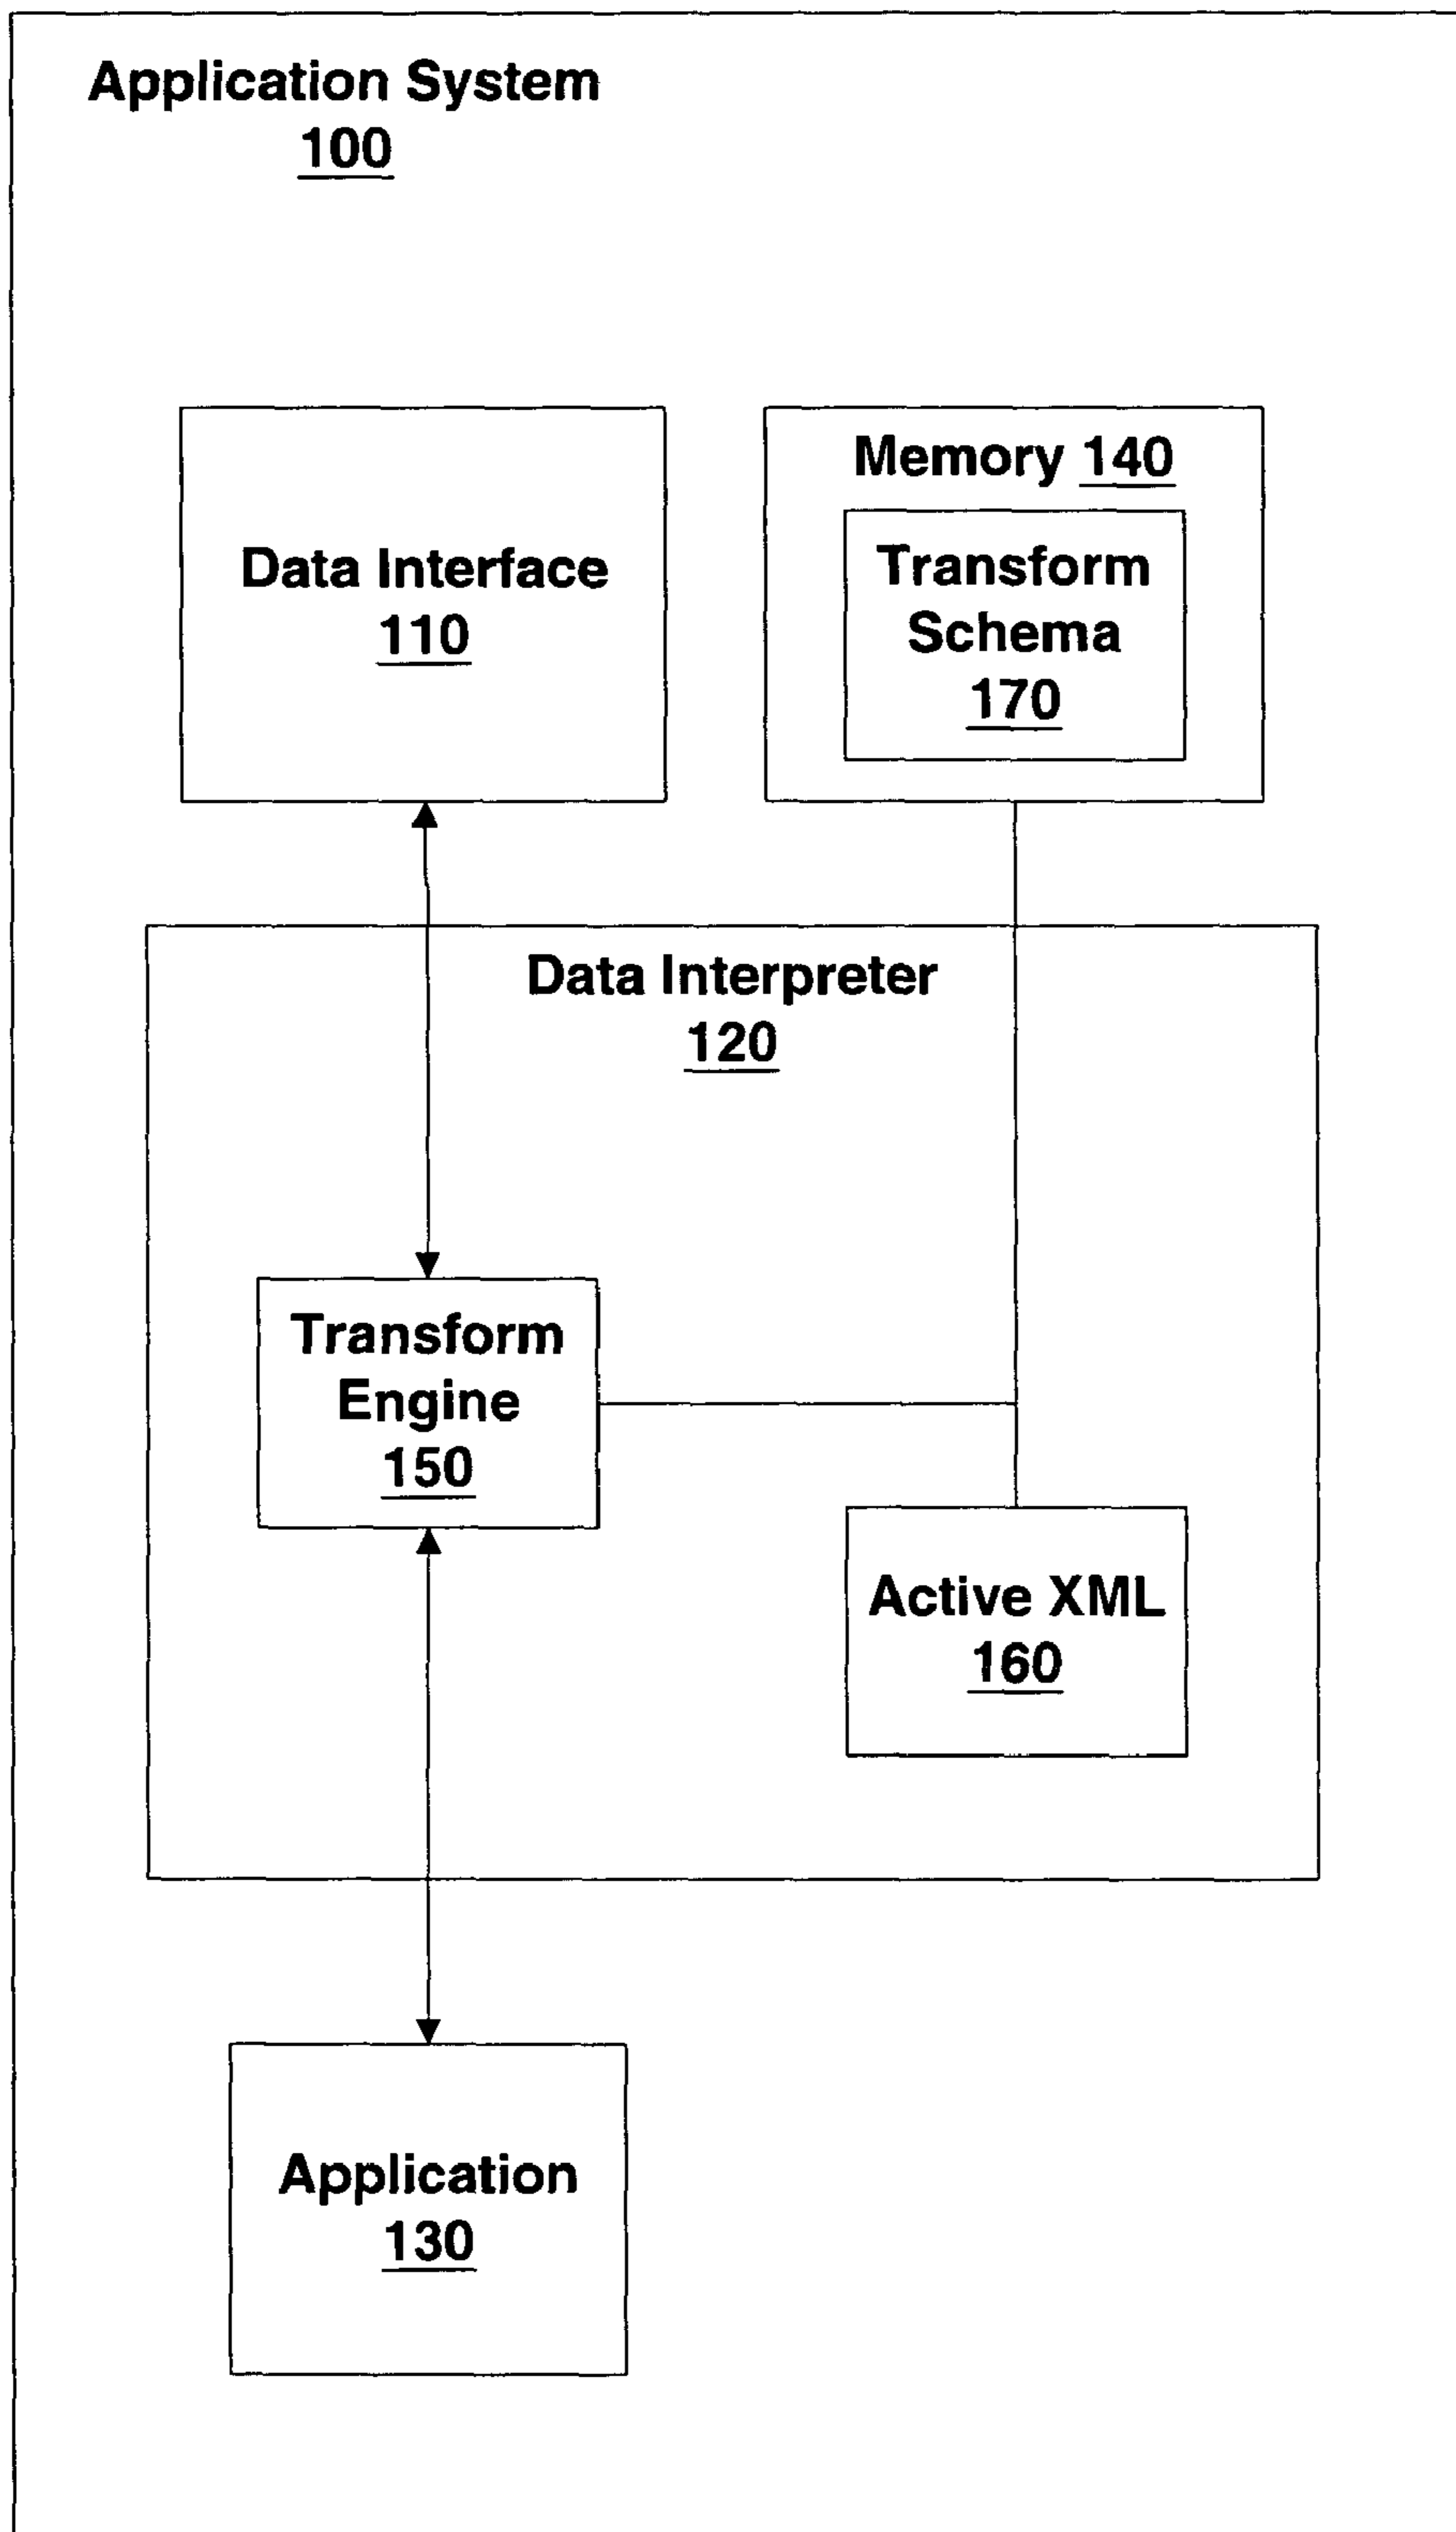 Application System
100
Data Interface
110
Memory 140
Transform
Schema
170
Data Interpreter
120
Transform
Engine
150
Active XML
160
Application
130